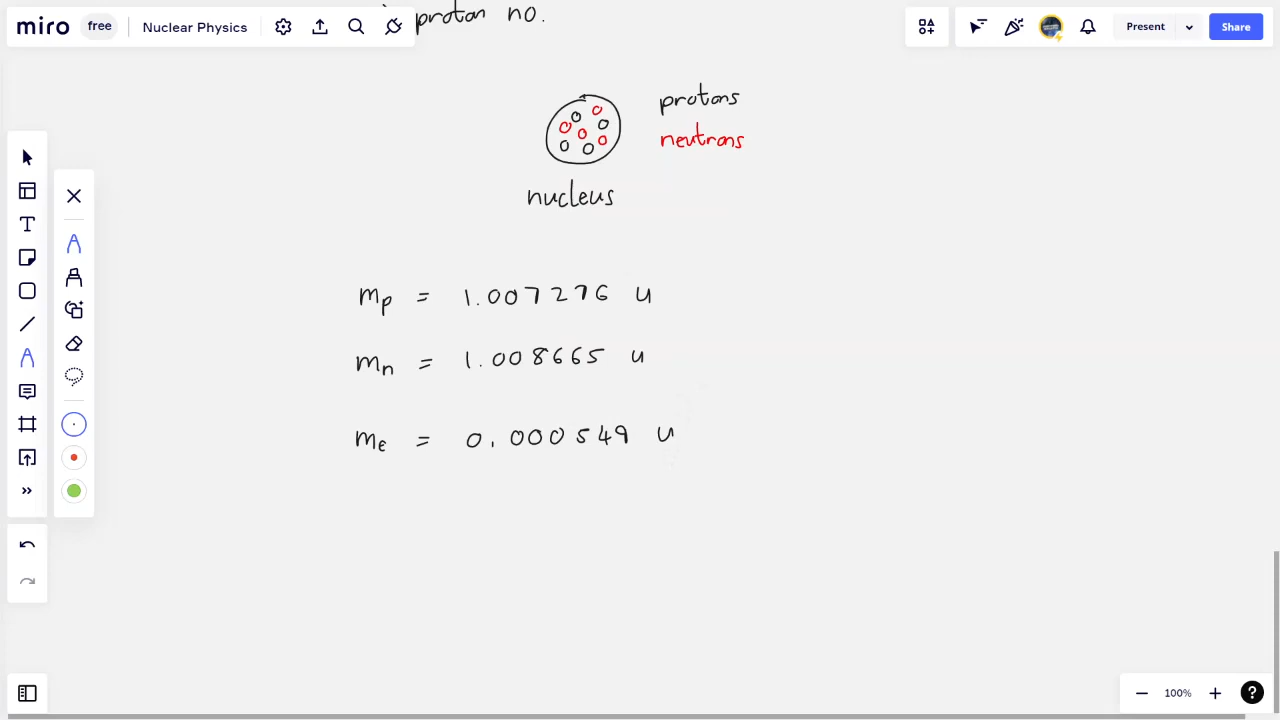 proton no.
miro free Nuclear Physics
Present Share
protons
neutrons
nucleus
mp = 1.007276 u
mn = 1.008665 u
me = 0.000549 u
100%